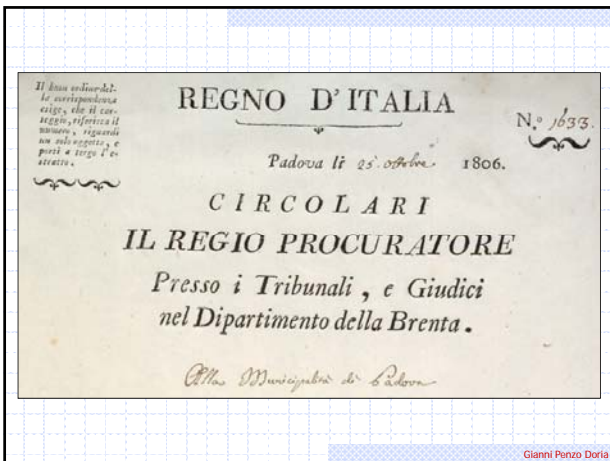 Il buon ordine del-
la corrispondenza
esige, che il car-
teggio, riferisca il
numero, riguardi
un solo oggetto, e
porti a tergo l'e-
stratto.
REGNO D'ITALIA
N.º 1633.
Padova lì 25. ottobre 1806.
CIRCOLARI
IL REGIO PROCURATORE
Presso i Tribunali, e Giudici
nel Dipartimento della Brenta.
Alla Municipalità di Padova
Gianni Penzo Doria